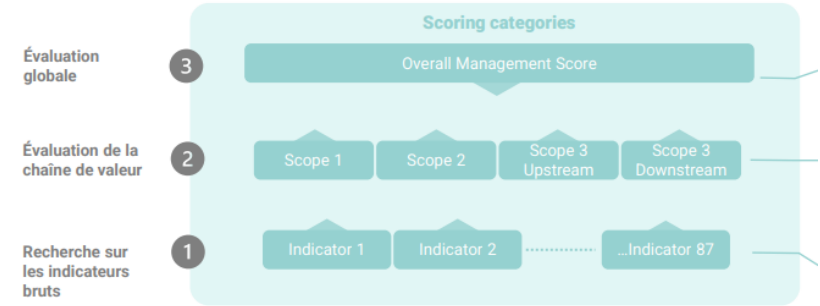 Scoring categories
Évaluation
globale
3
Overall Management Score
Évaluation de la
chaîne de valeur
2
Scope 1
Scope 2
Scope 3
Upstream
Scope 3
Downstream
Recherche sur
les indicateurs
bruts
1
Indicator 1
Indicator 2
...Indicator 87